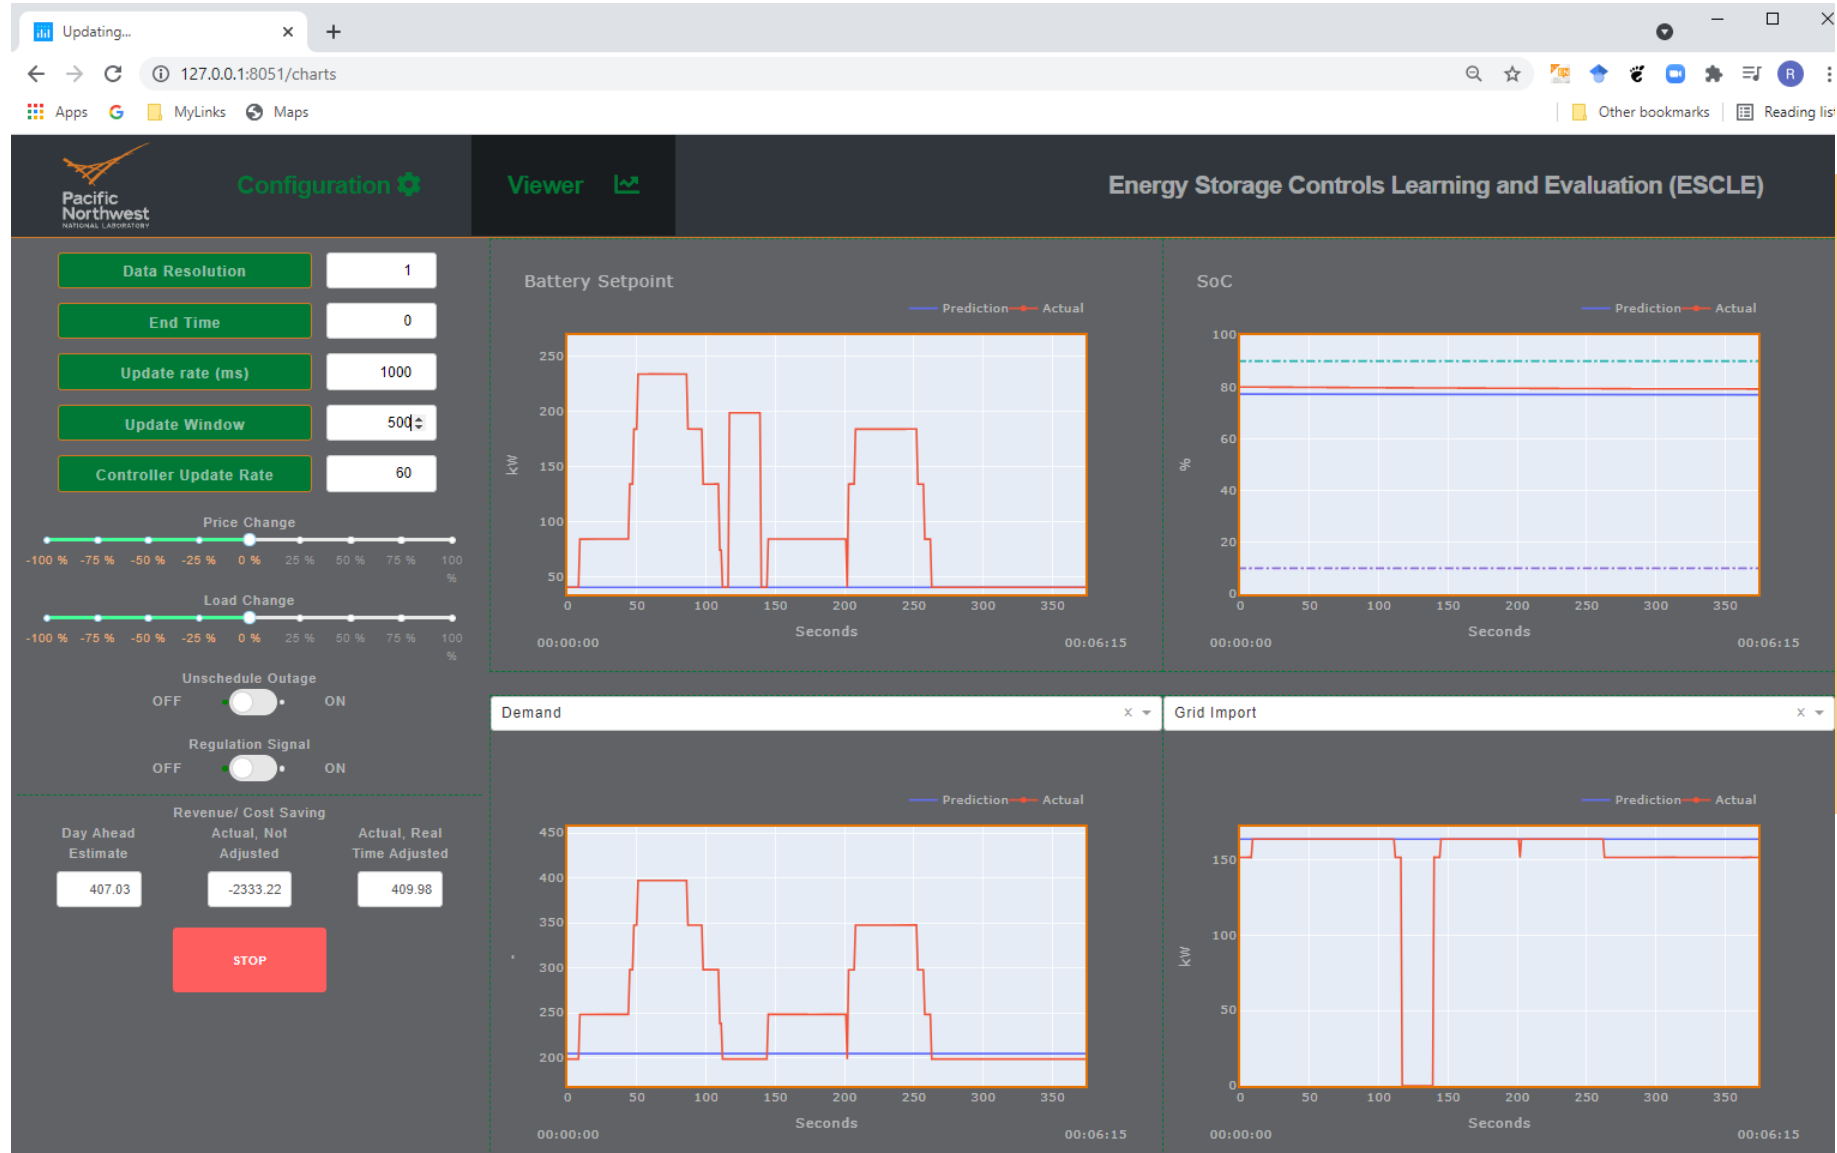 Updating...
127.0.0.1:8051/charts
R
Apps
G
MyLinks
Maps
Other bookmarks
Reading list
Pacific
Northwest
NATIONAL LABORATORY
Configuration
Viewer
Energy Storage Controls Learning and Evaluation (ESCLE)
Data Resolution 1
End Time 0
Update rate (ms) 1000
Update Window 500
Controller Update Rate 60
Price Change
-100 % -75 % -50 % -25 % 0 % 25 % 50 % 75 % 100
%
Load Change
-100 % -75 % -50 % -25 % 0 % 25 % 50 % 75 % 100
%
Unschedule Outage
OFF ON
Regulation Signal
OFF ON
Revenue/ Cost Saving
Day Ahead
Estimate
Actual, Not
Adjusted
Actual, Real
Time Adjusted
407.03 -2333.22 409.98
STOP
Battery Setpoint
Prediction Actual
250
200
150
100
50
kW
0 50 100 150 200 250 300 350
Seconds
00:00:00 00:06:15
SoC
Prediction Actual
100
80
60
40
20
0
%
0 50 100 150 200 250 300 350
Seconds
00:00:00 00:06:15
Demand x
Prediction Actual
450
400
350
300
250
200
0 50 100 150 200 250 300 350
Seconds
00:00:00 00:06:15
Grid Import x
Prediction Actual
150
100
50
0
kW
0 50 100 150 200 250 300 350
Seconds
00:00:00 00:06:15